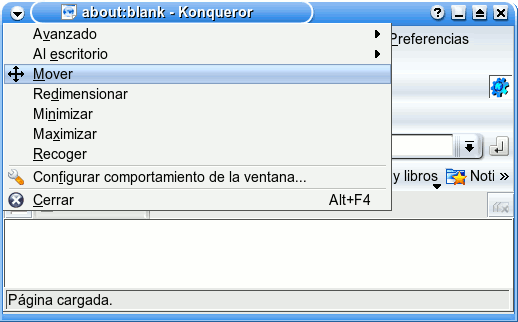 about:blank - Konqueror
Avanzado
Preferencias
Al escritorio
Mover
Redimensionar
Minimizar
Maximizar
Recoger
Configurar comportamiento de la ventana...
y libros Noti »
Cerrar Alt+F4
Página cargada.